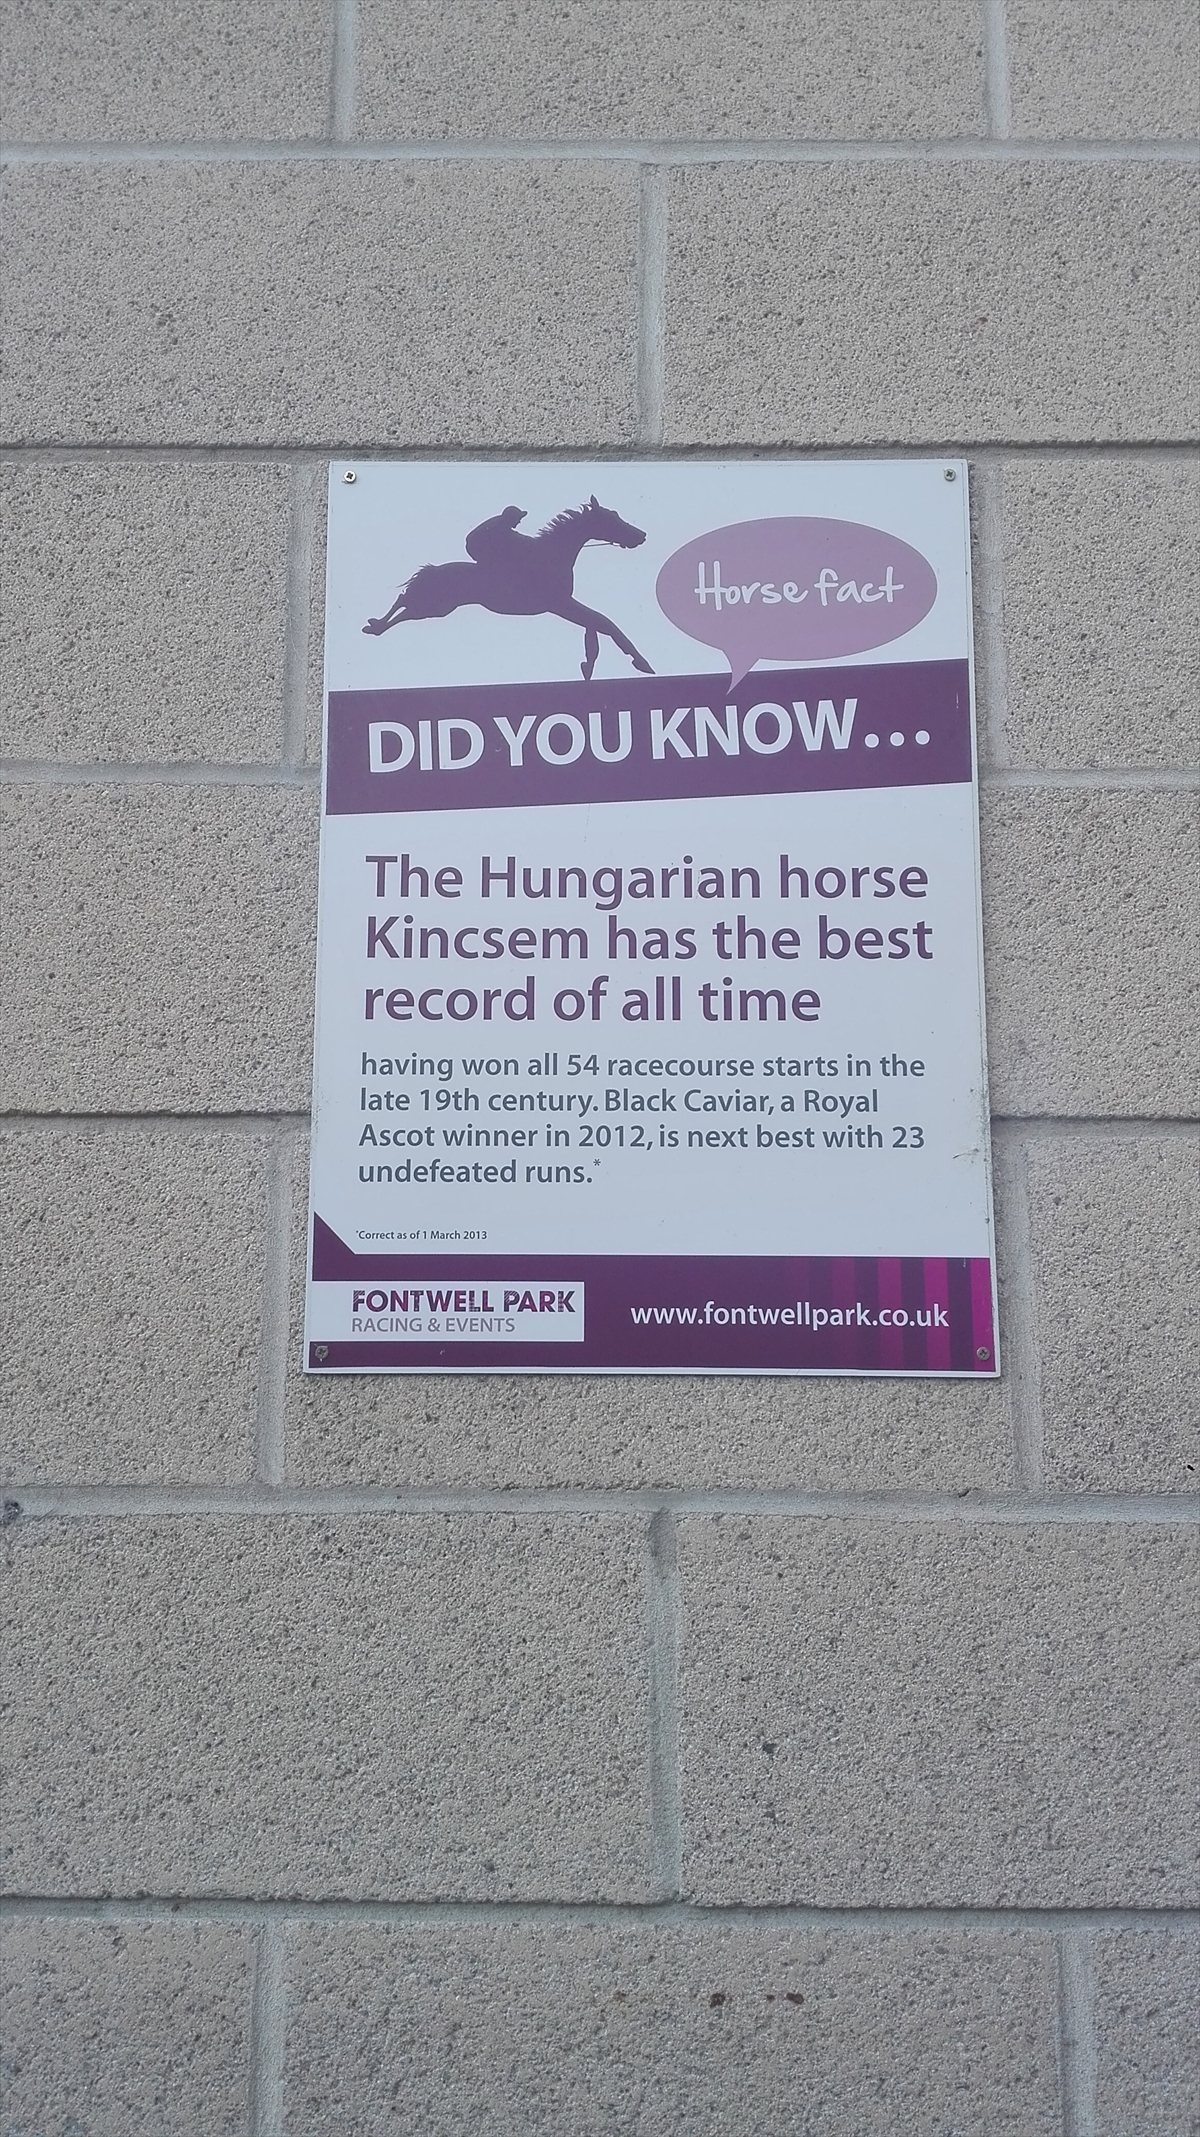 Horse fact
DID YOU KNOW...
The Hungarian horse
Kincsem has the best
record of all time
having won all 54 racecourse starts in the
late 19th century. Black Caviar, a Royal
Ascot winner in 2012, is next best with 23
undefeated runs.*
*Correct as of 1 March 2013
FONTWELL PARK
RACING & EVENTS
www.fontwellpark.co.uk